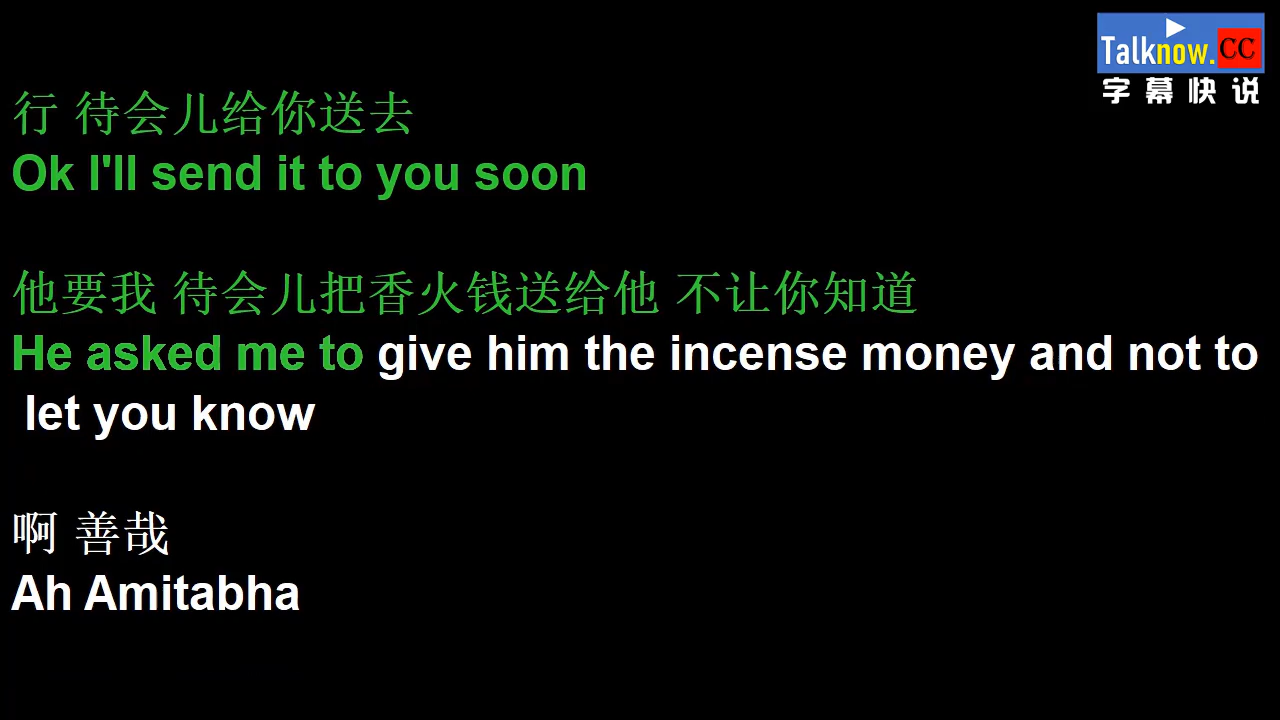 Talknow.CC
字幕快说
行 待会儿给你送去
Ok I'll send it to you soon
他要我 待会儿把香火钱送给他 不让你知道
He asked me to give him the incense money and not to
let you know
啊 善哉
Ah Amitabha